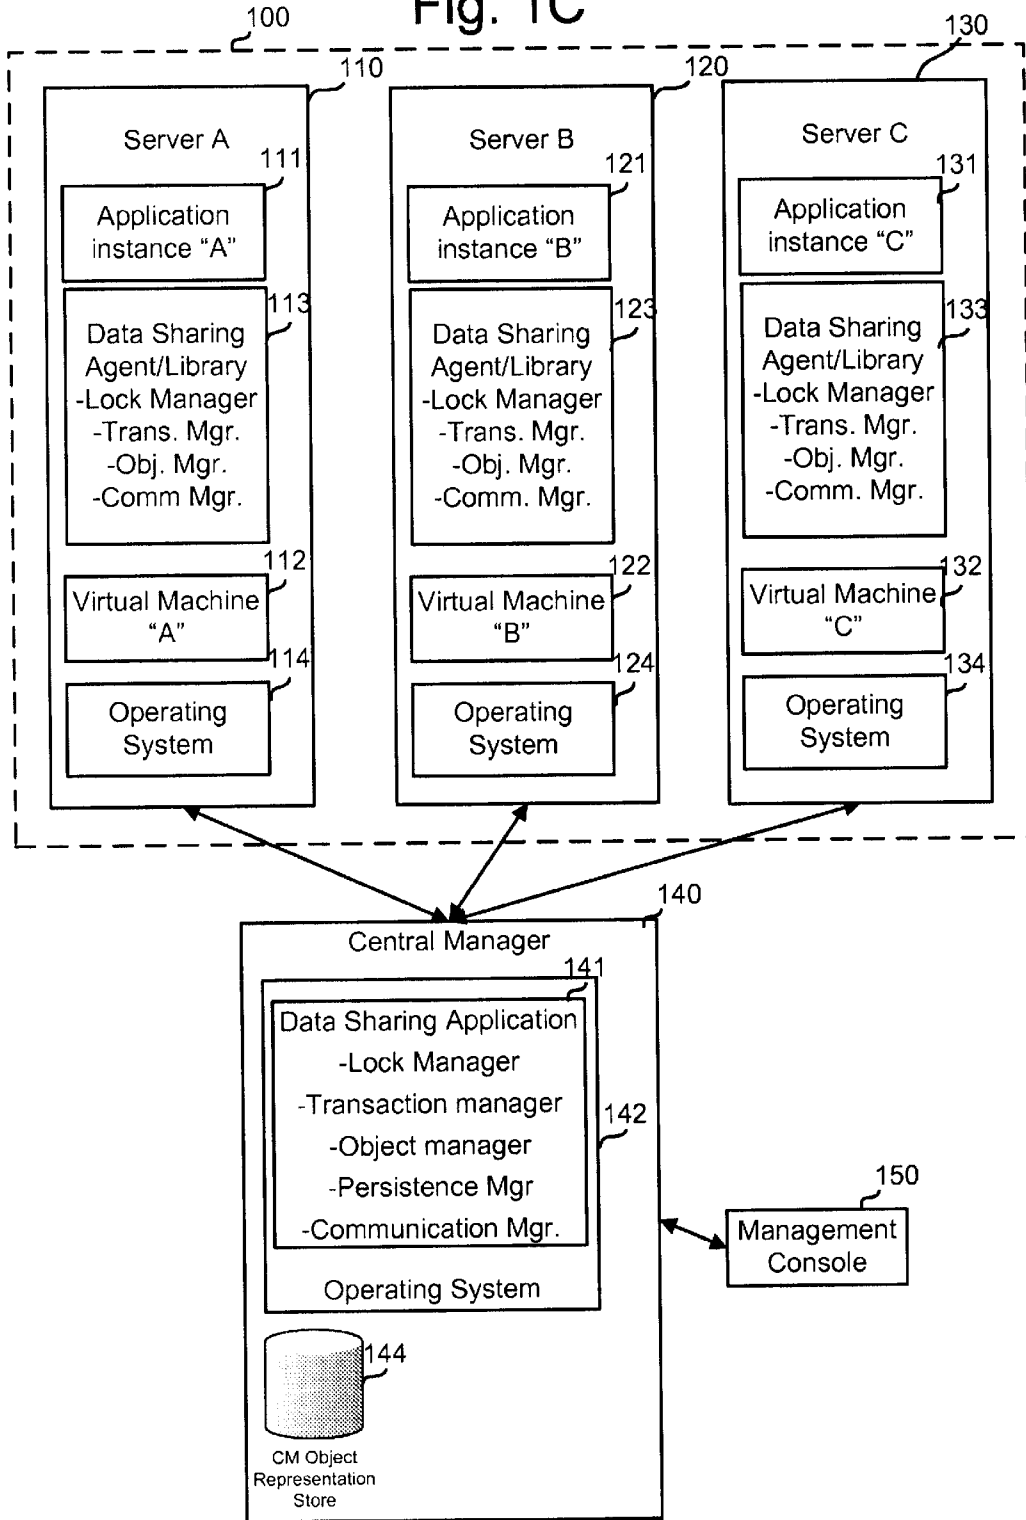 Fig. 1C
100
110
120
130
Server A
111
Application
instance “A”
113
Data Sharing
Agent/Library
-Lock Manager
-Trans. Mgr.
-Obj. Mgr.
-Comm Mgr.
112
Virtual Machine
“A”
114
Operating
System
Server B
121
Application
instance “B”
123
Data Sharing
Agent/Library
-Lock Manager
-Trans. Mgr.
-Obj. Mgr.
-Comm. Mgr.
122
Virtual Machine
“B”
124
Operating
System
Server C
131
Application
instance “C”
133
Data Sharing
Agent/Library
-Lock Manager
-Trans. Mgr.
-Obj. Mgr.
-Comm. Mgr.
132
Virtual Machine
“C”
134
Operating
System
140
Central Manager
141
Data Sharing Application
-Lock Manager
-Transaction manager
-Object manager
-Persistence Mgr
-Communication Mgr.
142
Operating System
144
CM Object
Representation
Store
150
Management
Console